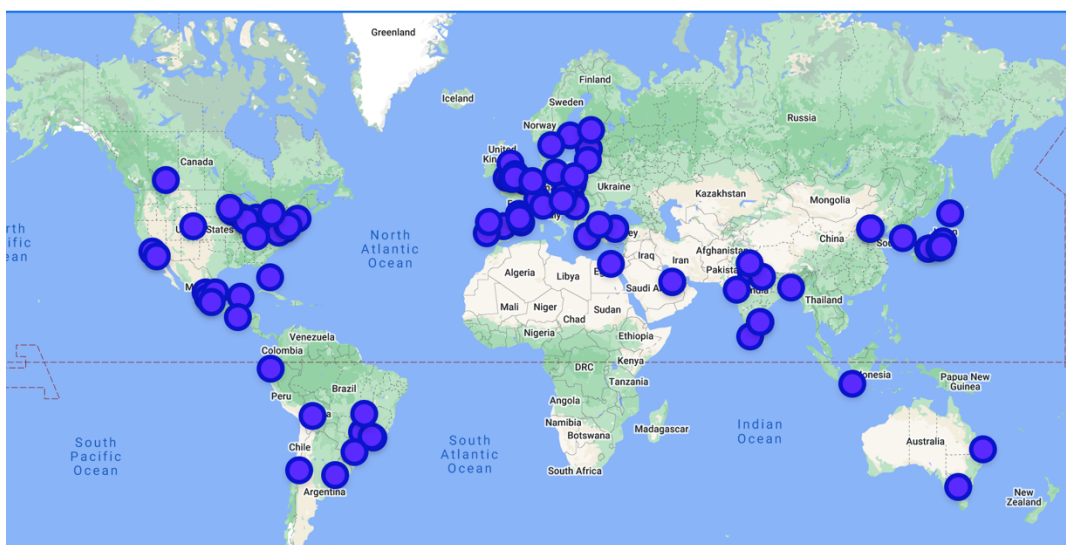 Greenland
Iceland
Finland
Sweden
Norway
Russia
Canada
United
Ukraine
Kazakhstan
Mongolia
North
Atlantic
Ocean
China
Afghanistan
Iraq
Iran
Pakistan
Algeria
Libya
Saudi
Mali
Niger
Sudan
Chad
Thailand
Nigeria
Ethiopia
Venezuela
Colombia
Kenya
DRC
Tanzania
Papua New
Guinea
Brazil
Peru
Angola
Namibia
Botswana
Madagascar
Indian
Ocean
Australia
South
Pacific
Ocean
South
Atlantic
Ocean
Chile
South Africa
Argentina
New
Zealand